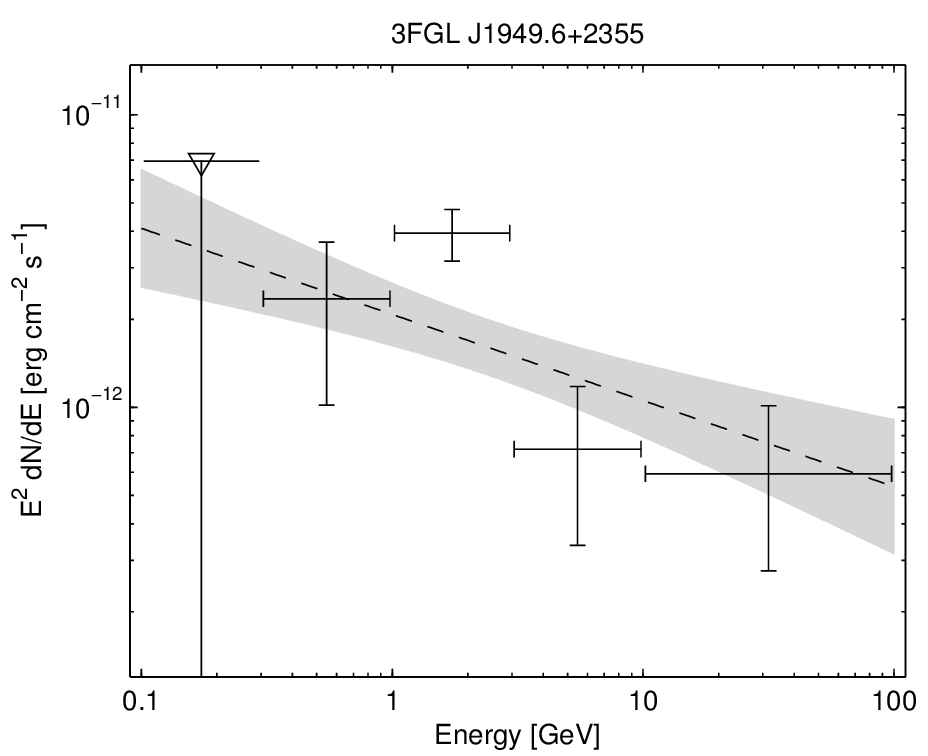 3FGL J1949.6+2355
10⁻¹¹
10⁻¹²
E² dN/dE [erg cm⁻² s⁻¹]
0.1 1 10 100
Energy [GeV]